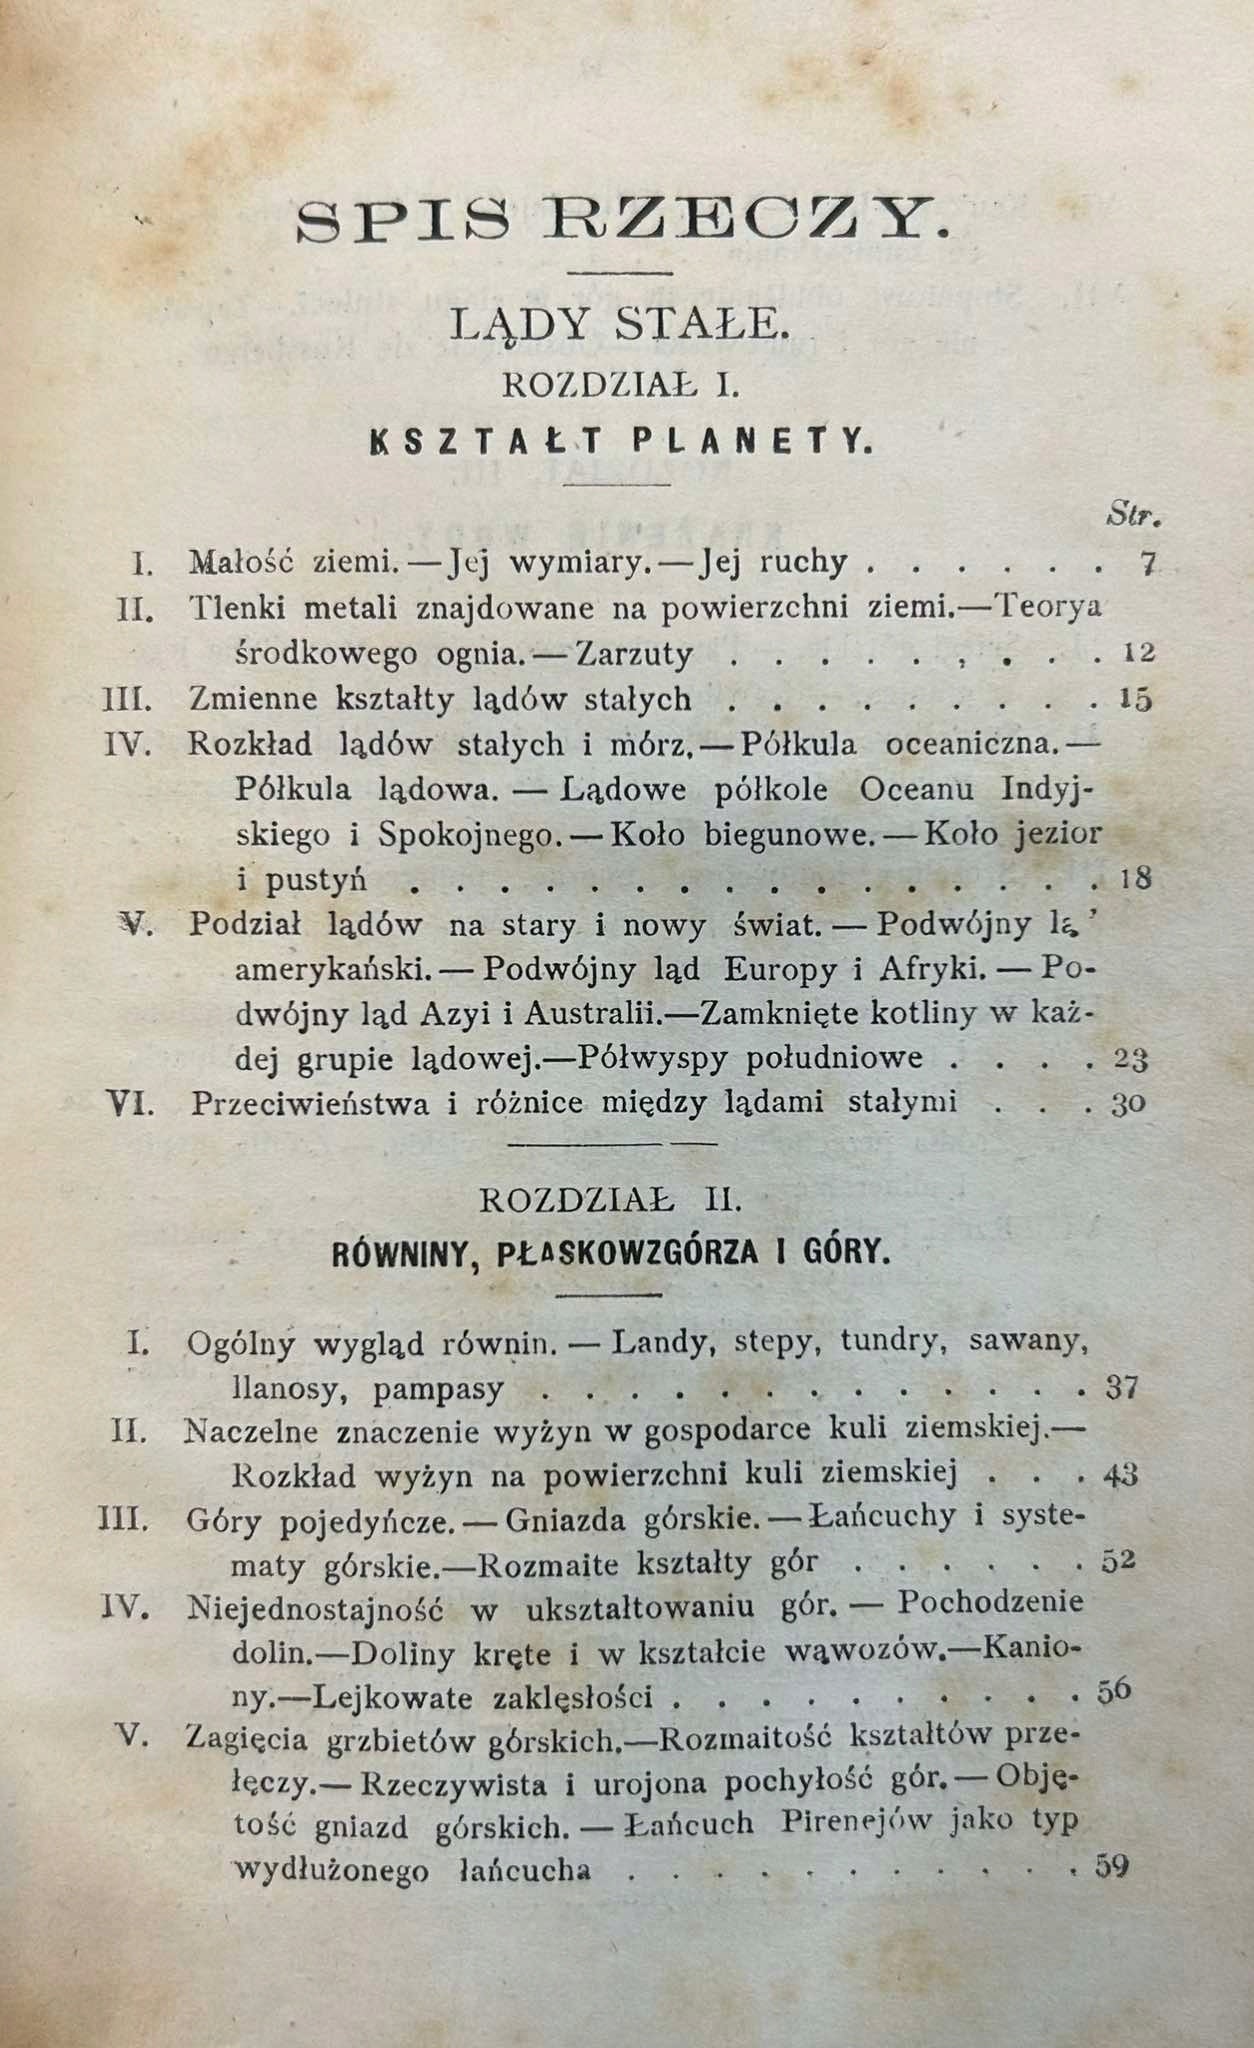 SPIS RZECZY.
LĄDY STAŁE.
ROZDZIAŁ I.
KSZTAŁT PLANETY.
Str.
I. Małość ziemi.—Jej wymiary.—Jej ruchy . . . . . . 7
II. Tlenki metali znajdowane na powierzchni ziemi.—Teorya
środkowego ognia.—Zarzuty . . . . . , . . . 12
III. Zmienne kształty lądów stałych . . . . . . . . . 15
IV. Rozkład lądów stałych i mórz.—Półkula oceaniczna.—
Półkula lądowa. — Lądowe półkole Oceanu Indyj-
skiego i Spokojnego.—Koło biegunowe.—Koło jezior
i pustyń . . . . . . . . . . . . . . . . 18
V. Podział lądów na stary i nowy świat. — Podwójny
amerykański.—Podwójny ląd Europy i Afryki. — Po-
dwójny ląd Azyi i Australii.—Zamknięte kotliny w każ-
dej grupie lądowej.—Półwyspy południowe . . . . 23
VI. Przeciwieństwa i różnice między lądami stałymi . . . 30
ROZDZIAŁ II.
RÓWNINY, PŁASKOWZGÓRZA I GÓRY.
I. Ogólny wygląd równin. — Landy, stepy, tundry, sawany,
llanosy, pampasy . . . . . . . . . . . . . 37
II. Naczelne znaczenie wyżyn w gospodarce kuli ziemskiej.—
Rozkład wyżyn na powierzchni kuli ziemskiej . . . 43
III. Góry pojedyńcze.—Gniazda górskie.—Łańcuchy i syste-
maty górskie.—Rozmaite kształty gór . . . . . . 52
IV. Niejednostajność w ukształtowaniu gór. — Pochodzenie
dolin.—Doliny kręte i w kształcie wąwozów.—Kanio-
ny.—Lejkowate zaklęsłości . . . . . . . . . . 56
V. Zagięcia grzbietów górskich.—Rozmaitość kształtów prze-
łęczy.—Rzeczywista i urojona pochyłość gór.—Obję-
tość gniazd górskich. — Łańcuch Pirenejów jako typ
wydłużonego łańcucha . . . . . . . . . . . 59